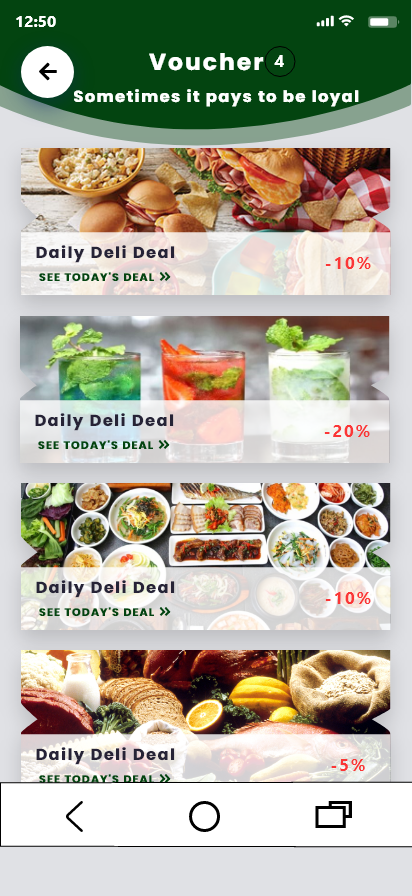 12:50
Voucher 4
Sometimes it pays to be loyal
Daily Deli Deal
SEE TODAY'S DEAL >>
-10%
Daily Deli Deal
SEE TODAY'S DEAL >>
-20%
Daily Deli Deal
SEE TODAY'S DEAL >>
-10%
Daily Deli Deal
SEE TODAY'S DEAL >>
-5%